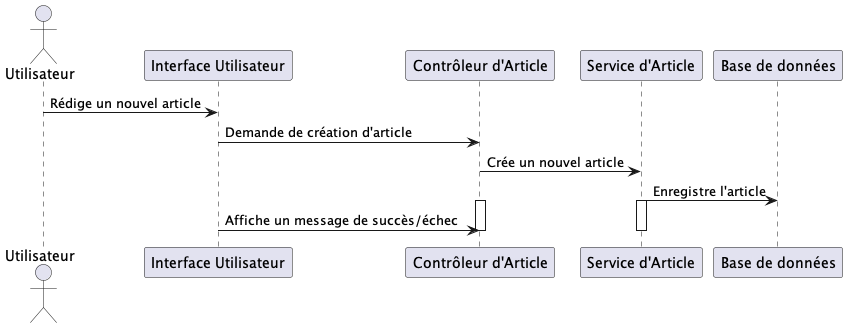 Utilisateur
Interface Utilisateur
Contrôleur d'Article
Service d'Article
Base de données
Rédige un nouvel article
Demande de création d'article
Crée un nouvel article
Enregistre l'article
Affiche un message de succès/échec
Utilisateur
Interface Utilisateur
Contrôleur d'Article
Service d'Article
Base de données